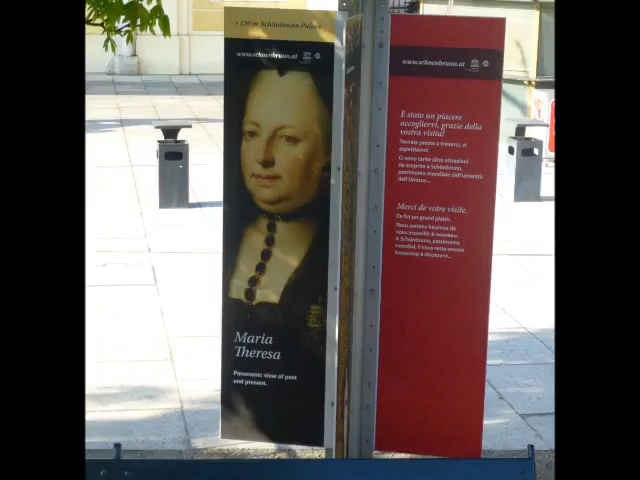 > 190 m Schönbrunn Palace
www.schoenbrunn.at
Maria
Theresa
Panoramic view of past
and present.
www.schoenbrunn.at
È stato un piacere
accogliervi, grazie della
vostra visita!
Tornate presto a trovarci, vi
aspettiamo!
Ci sono tante altre attrazioni
da scoprire a Schönbrunn,
patrimonio mondiale dell'umanità
dell'Unesco...
Merci de votre visite.
Ce fut un grand plaisir.
Nous serions heureux de
vous accueillir à nouveau.
A Schönbrunn, patrimoine
mondial, il vous reste encore
beaucoup à découvrir...